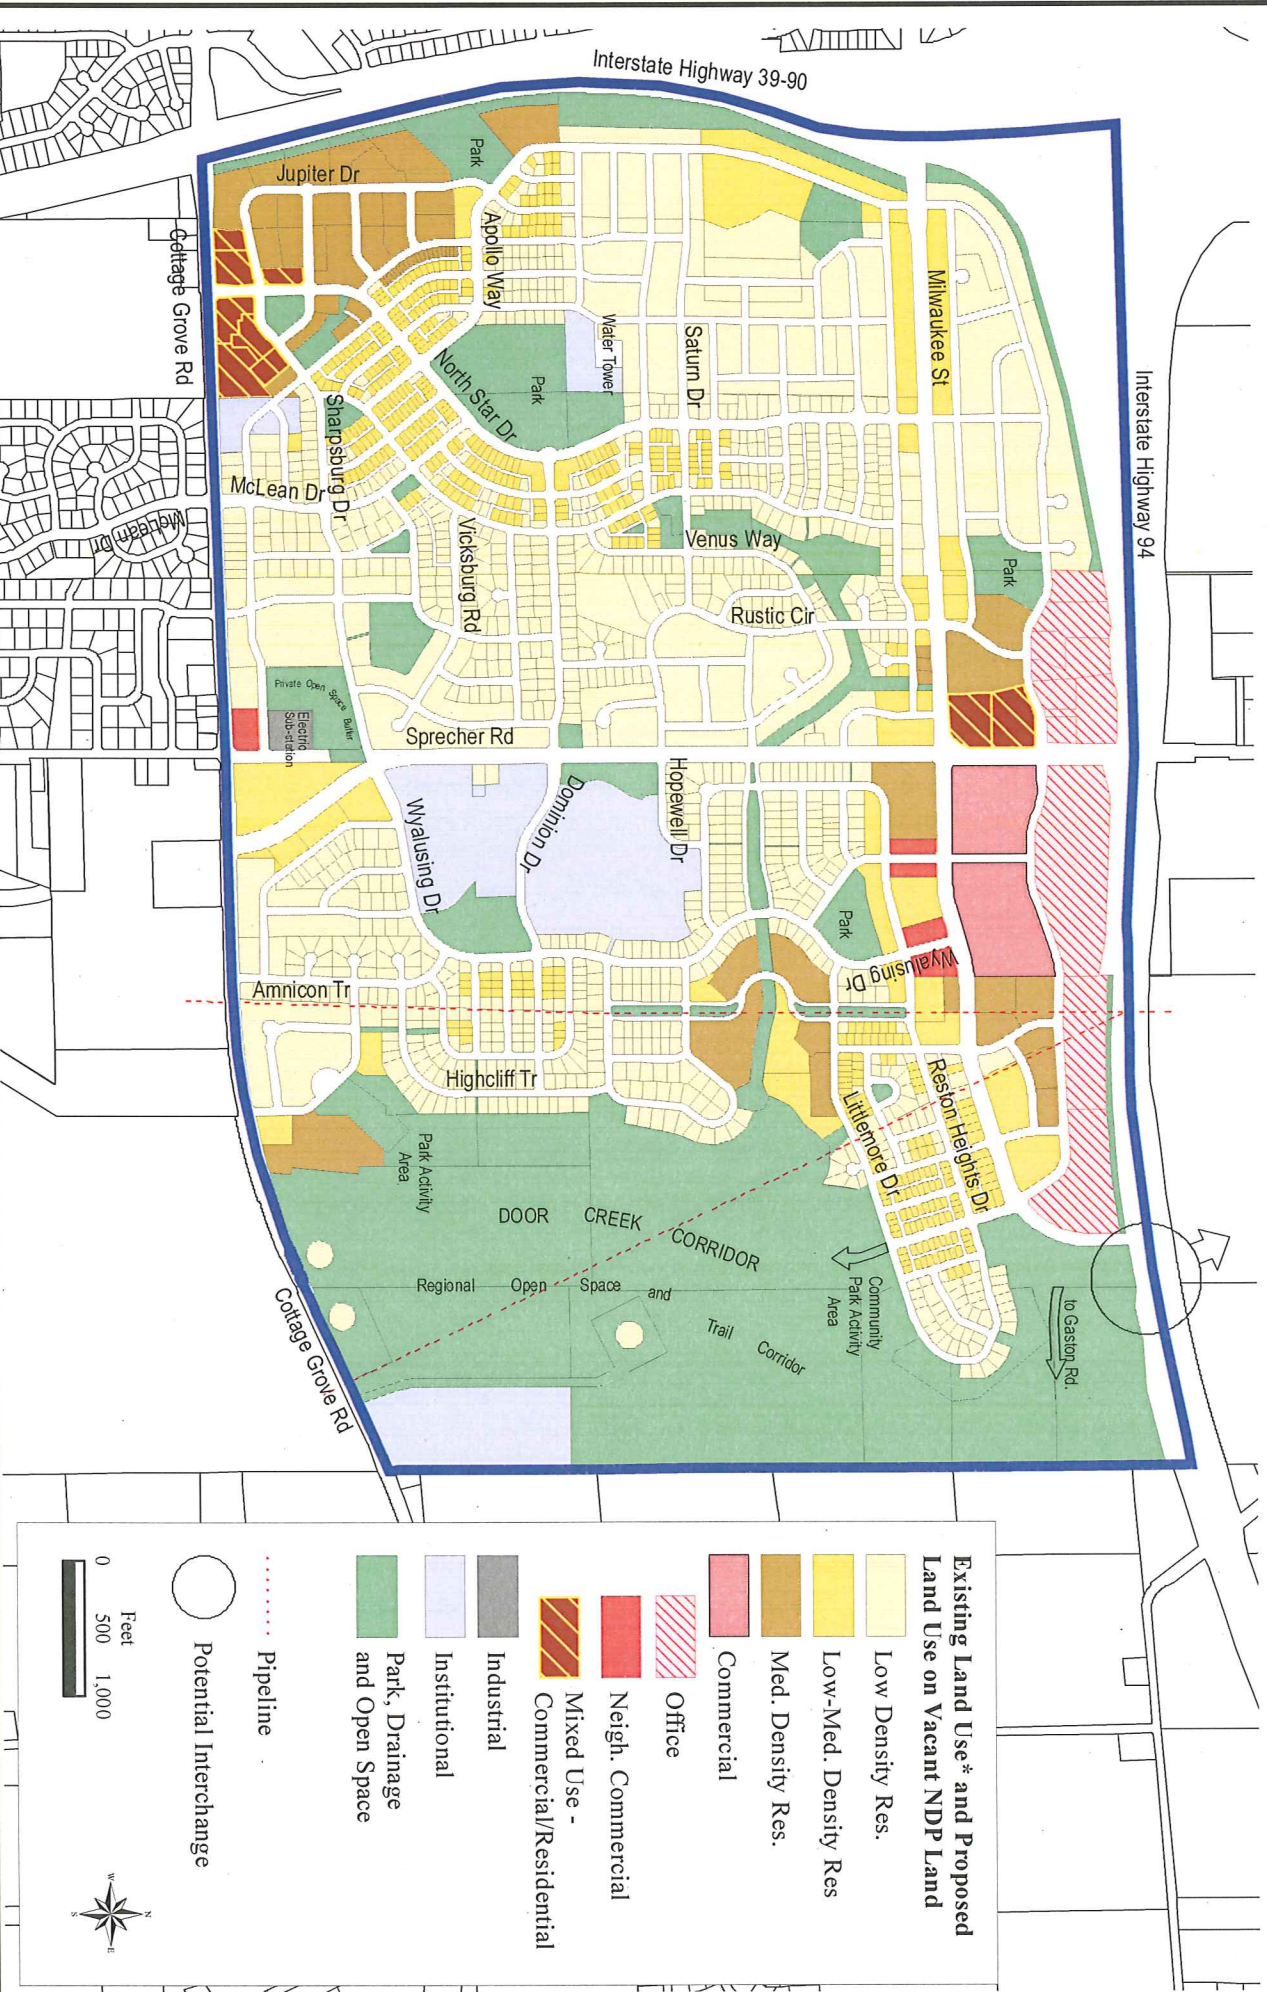 Interstate Highway 39-90
Interstate Highway 94
Milwaukee St
Jupiter Dr
Park
Apollo Way
Water Tower
Park
North Star Dr
Saturn Dr
Cottage Grove Rd
Sharpsburg Dr
McLean Dr
McLean Dr
Vicksburg Rd
Venus Way
Rustic Cir
Park
Private Open Space Buffer
Electric
Sub-station
Sprecher Rd
Hopewell Dr
Dominion Dr
Wyalusing Dr
Park
Wyalusing Dr
Amnicon Tr
Highcliff Tr
Reston Heights Dr
Littlemore Dr
Park Activity
Area
DOOR CREEK CORRIDOR
Regional Open Space and Trail Corridor
Community
Park Activity
Area
to Gaston Rd.
Cottage Grove Rd
Existing Land Use* and Proposed
Land Use on Vacant NDP Land
Low Density Res.
Low-Med. Density Res
Med. Density Res.
Commercial
Office
Neigh. Commercial
Mixed Use -
Commercial/Residential
Industrial
Institutional
Park, Drainage
and Open Space
Pipeline
Potential Interchange
Feet
0 500 1,000
N
W E
S